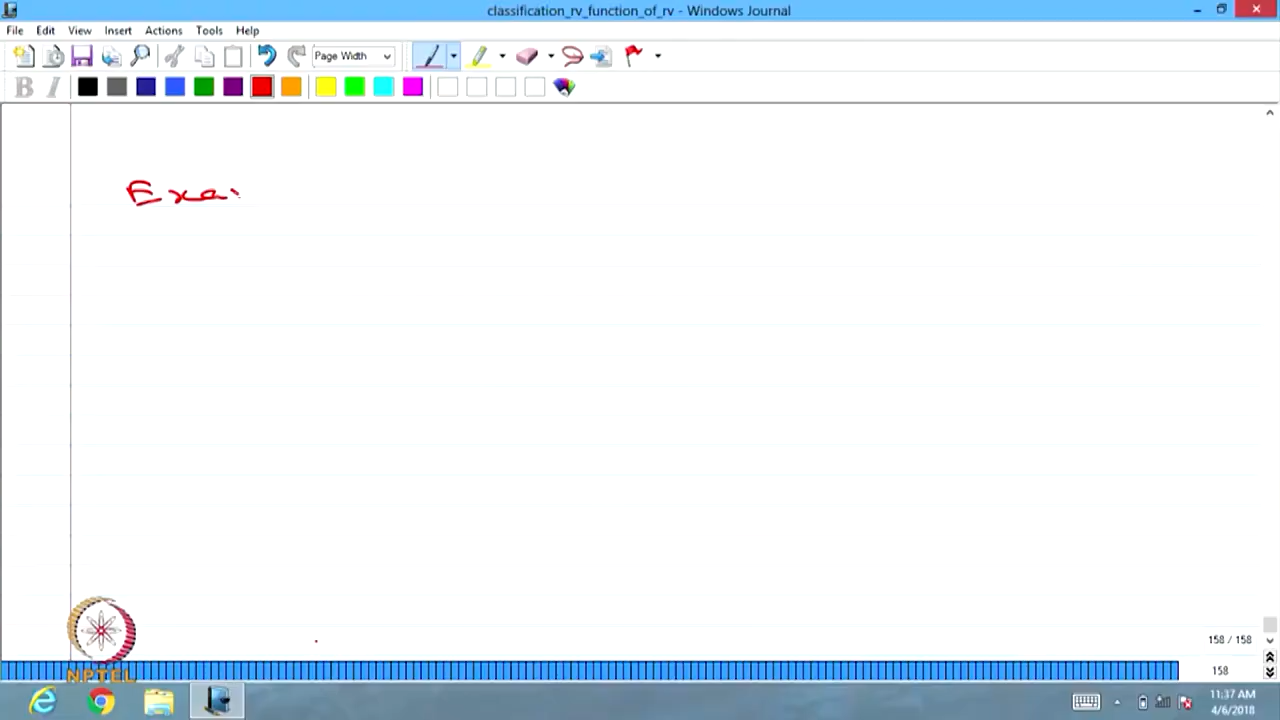 classification_rv_function_of_rv - Windows Journal
File Edit View Insert Actions Tools Help
Page Width
B I
Exa
158 / 158
158
NPTEL
11:37 AM
4/6/2018